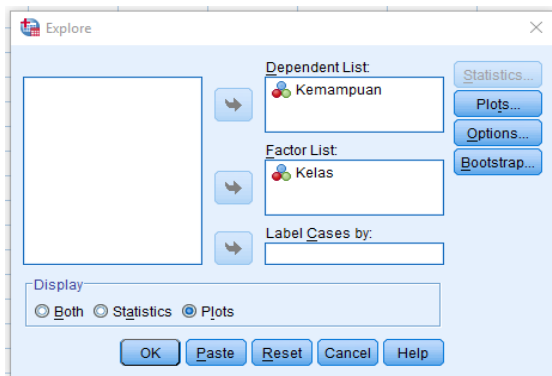 Explore
Dependent List:
Kemampuan
Statistics...
Plots...
Options...
Bootstrap...
Factor List:
Kelas
Label Cases by:
Display
Both Statistics Plots
OK Paste Reset Cancel Help